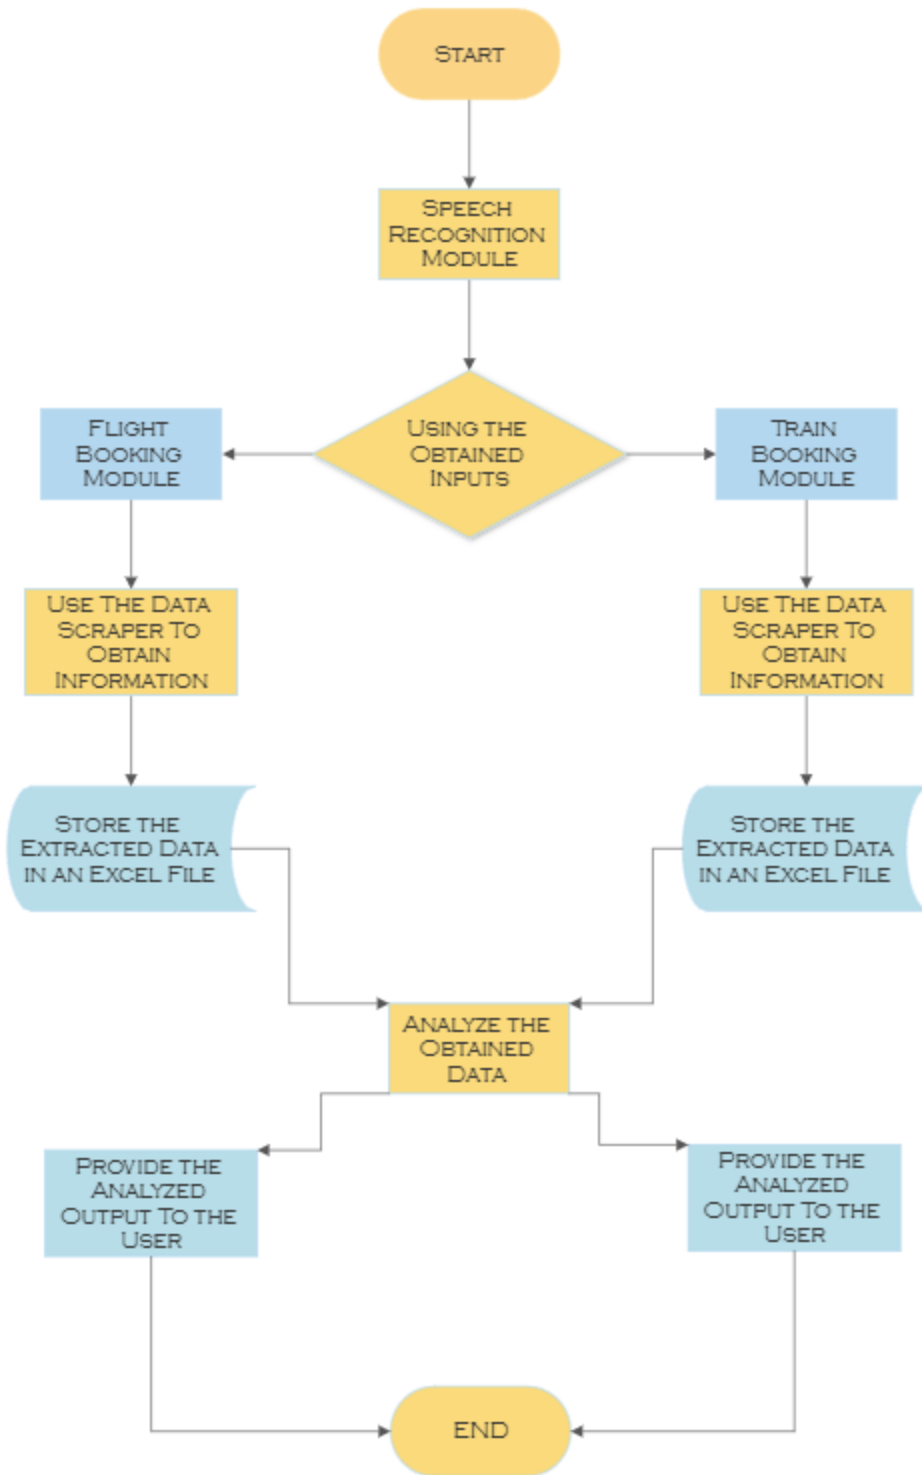 START
SPEECH
RECOGNITION
MODULE
FLIGHT
BOOKING
MODULE
USING THE
OBTAINED
INPUTS
TRAIN
BOOKING
MODULE
USE THE DATA
SCRAPER TO
OBTAIN
INFORMATION
USE THE DATA
SCRAPER TO
OBTAIN
INFORMATION
STORE THE
EXTRACTED DATA
IN AN EXCEL FILE
STORE THE
EXTRACTED DATA
IN AN EXCEL FILE
ANALYZE THE
OBTAINED
DATA
PROVIDE THE
ANALYZED
OUTPUT TO THE
USER
PROVIDE THE
ANALYZED
OUTPUT TO THE
USER
END